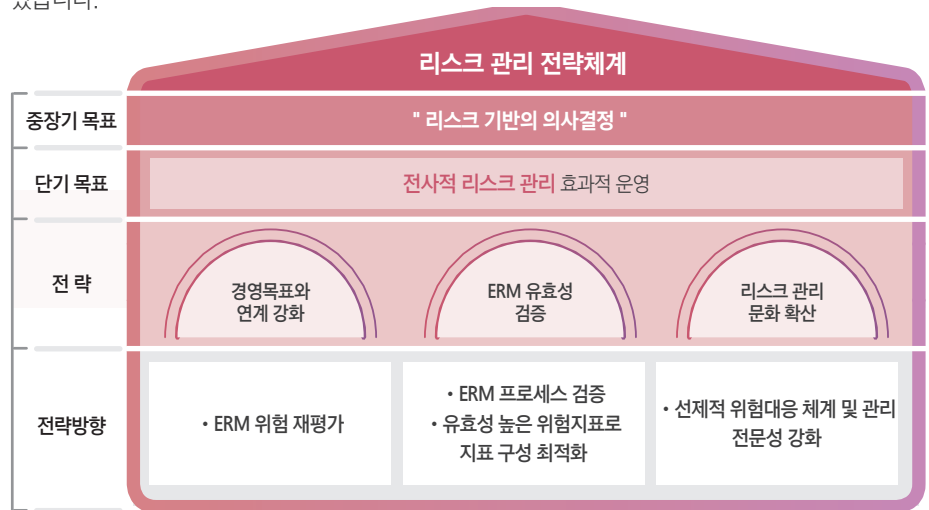 있습니다.
리스크 관리 전략체계
중장기 목표
" 리스크 기반의 의사결정 "
단기 목표
전사적 리스크 관리 효과적 운영
전 략
경영목표와
연계 강화
ERM 유효성
검증
리스크 관리
문화 확산
전략방향
• ERM 위험 재평가
• ERM 프로세스 검증
• 유효성 높은 위험지표로
지표 구성 최적화
• 선제적 위험대응 체계 및 관리
전문성 강화